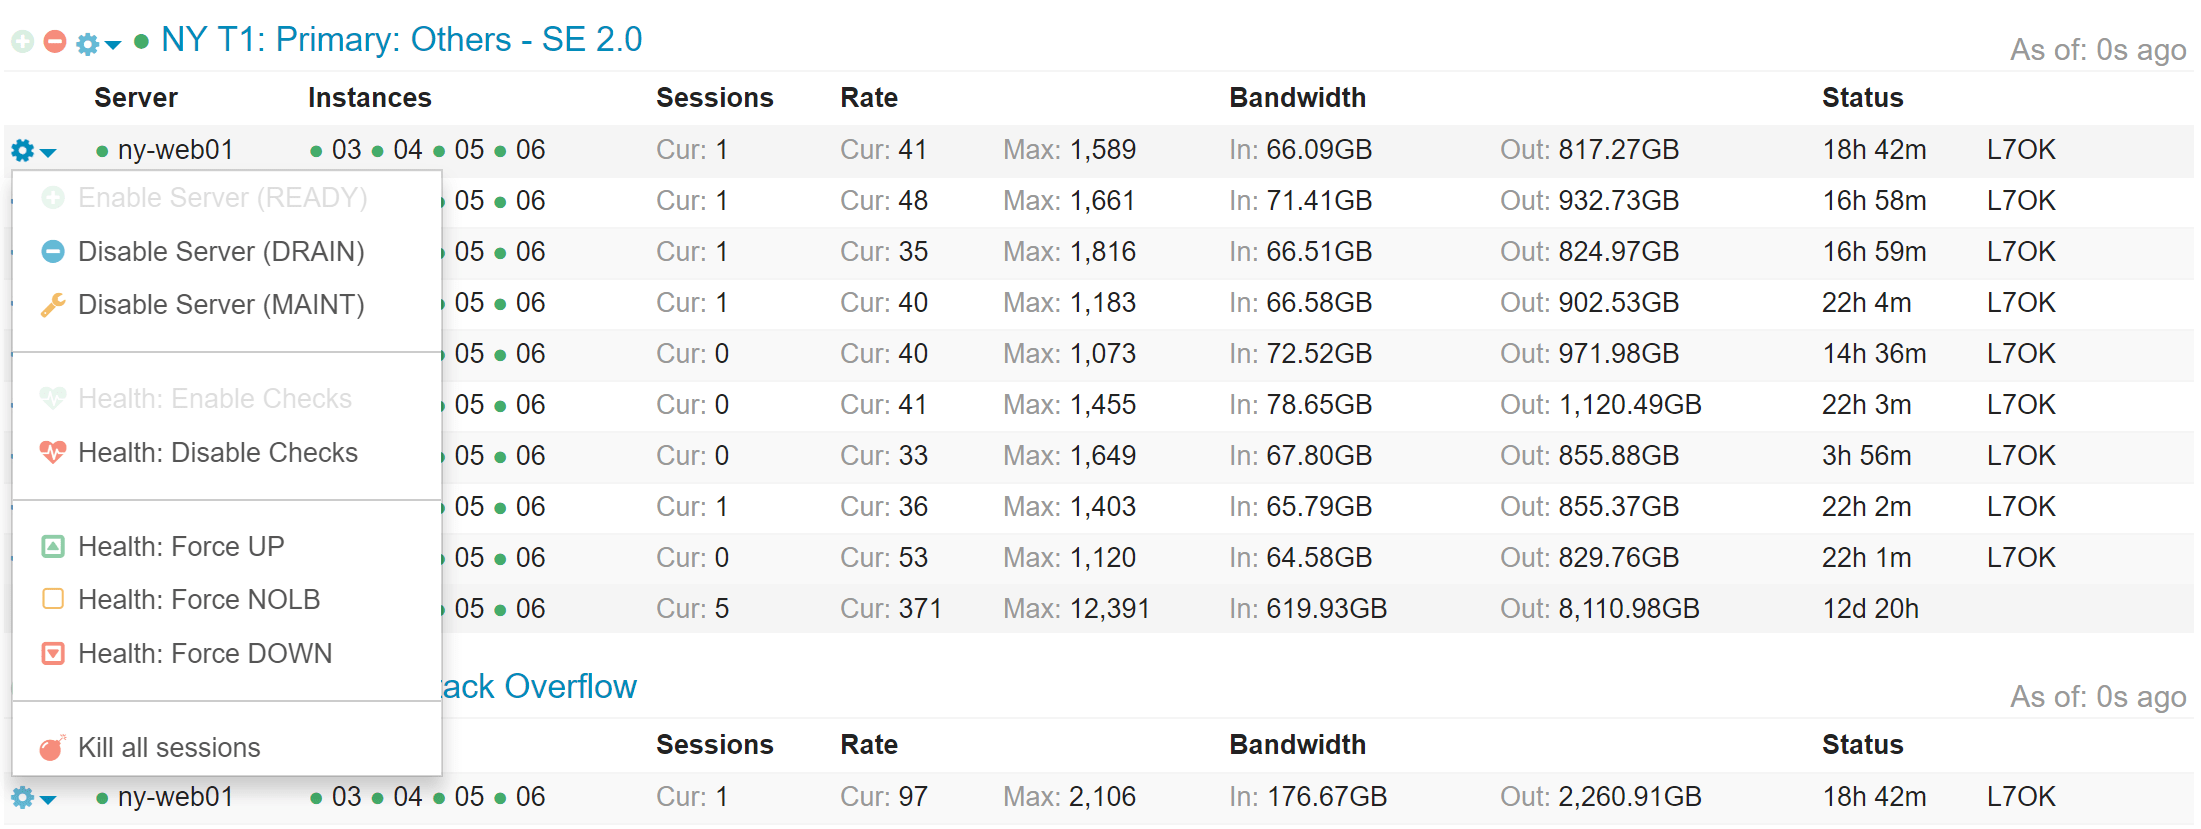 NY T1: Primary: Others - SE 2.0
As of: 0s ago
Server Instances Sessions Rate Bandwidth Status
ny-web01 03 04 05 06 Cur: 1 Cur: 41 Max: 1,589 In: 66.09GB Out: 817.27GB 18h 42m L7OK
Enable Server (READY) 05 06 Cur: 1 Cur: 48 Max: 1,661 In: 71.41GB Out: 932.73GB 16h 58m L7OK
Disable Server (DRAIN) 05 06 Cur: 1 Cur: 35 Max: 1,816 In: 66.51GB Out: 824.97GB 16h 59m L7OK
Disable Server (MAINT) 05 06 Cur: 1 Cur: 40 Max: 1,183 In: 66.58GB Out: 902.53GB 22h 4m L7OK
05 06 Cur: 0 Cur: 40 Max: 1,073 In: 72.52GB Out: 971.98GB 14h 36m L7OK
Health: Enable Checks 05 06 Cur: 0 Cur: 41 Max: 1,455 In: 78.65GB Out: 1,120.49GB 22h 3m L7OK
Health: Disable Checks 05 06 Cur: 0 Cur: 33 Max: 1,649 In: 67.80GB Out: 855.88GB 3h 56m L7OK
05 06 Cur: 1 Cur: 36 Max: 1,403 In: 65.79GB Out: 855.37GB 22h 2m L7OK
Health: Force UP 05 06 Cur: 0 Cur: 53 Max: 1,120 In: 64.58GB Out: 829.76GB 22h 1m L7OK
Health: Force NOLB 05 06 Cur: 5 Cur: 371 Max: 12,391 In: 619.93GB Out: 8,110.98GB 12d 20h
Health: Force DOWN
tack Overflow
As of: 0s ago
Sessions Rate Bandwidth Status
Kill all sessions
ny-web01 03 04 05 06 Cur: 1 Cur: 97 Max: 2,106 In: 176.67GB Out: 2,260.91GB 18h 42m L7OK